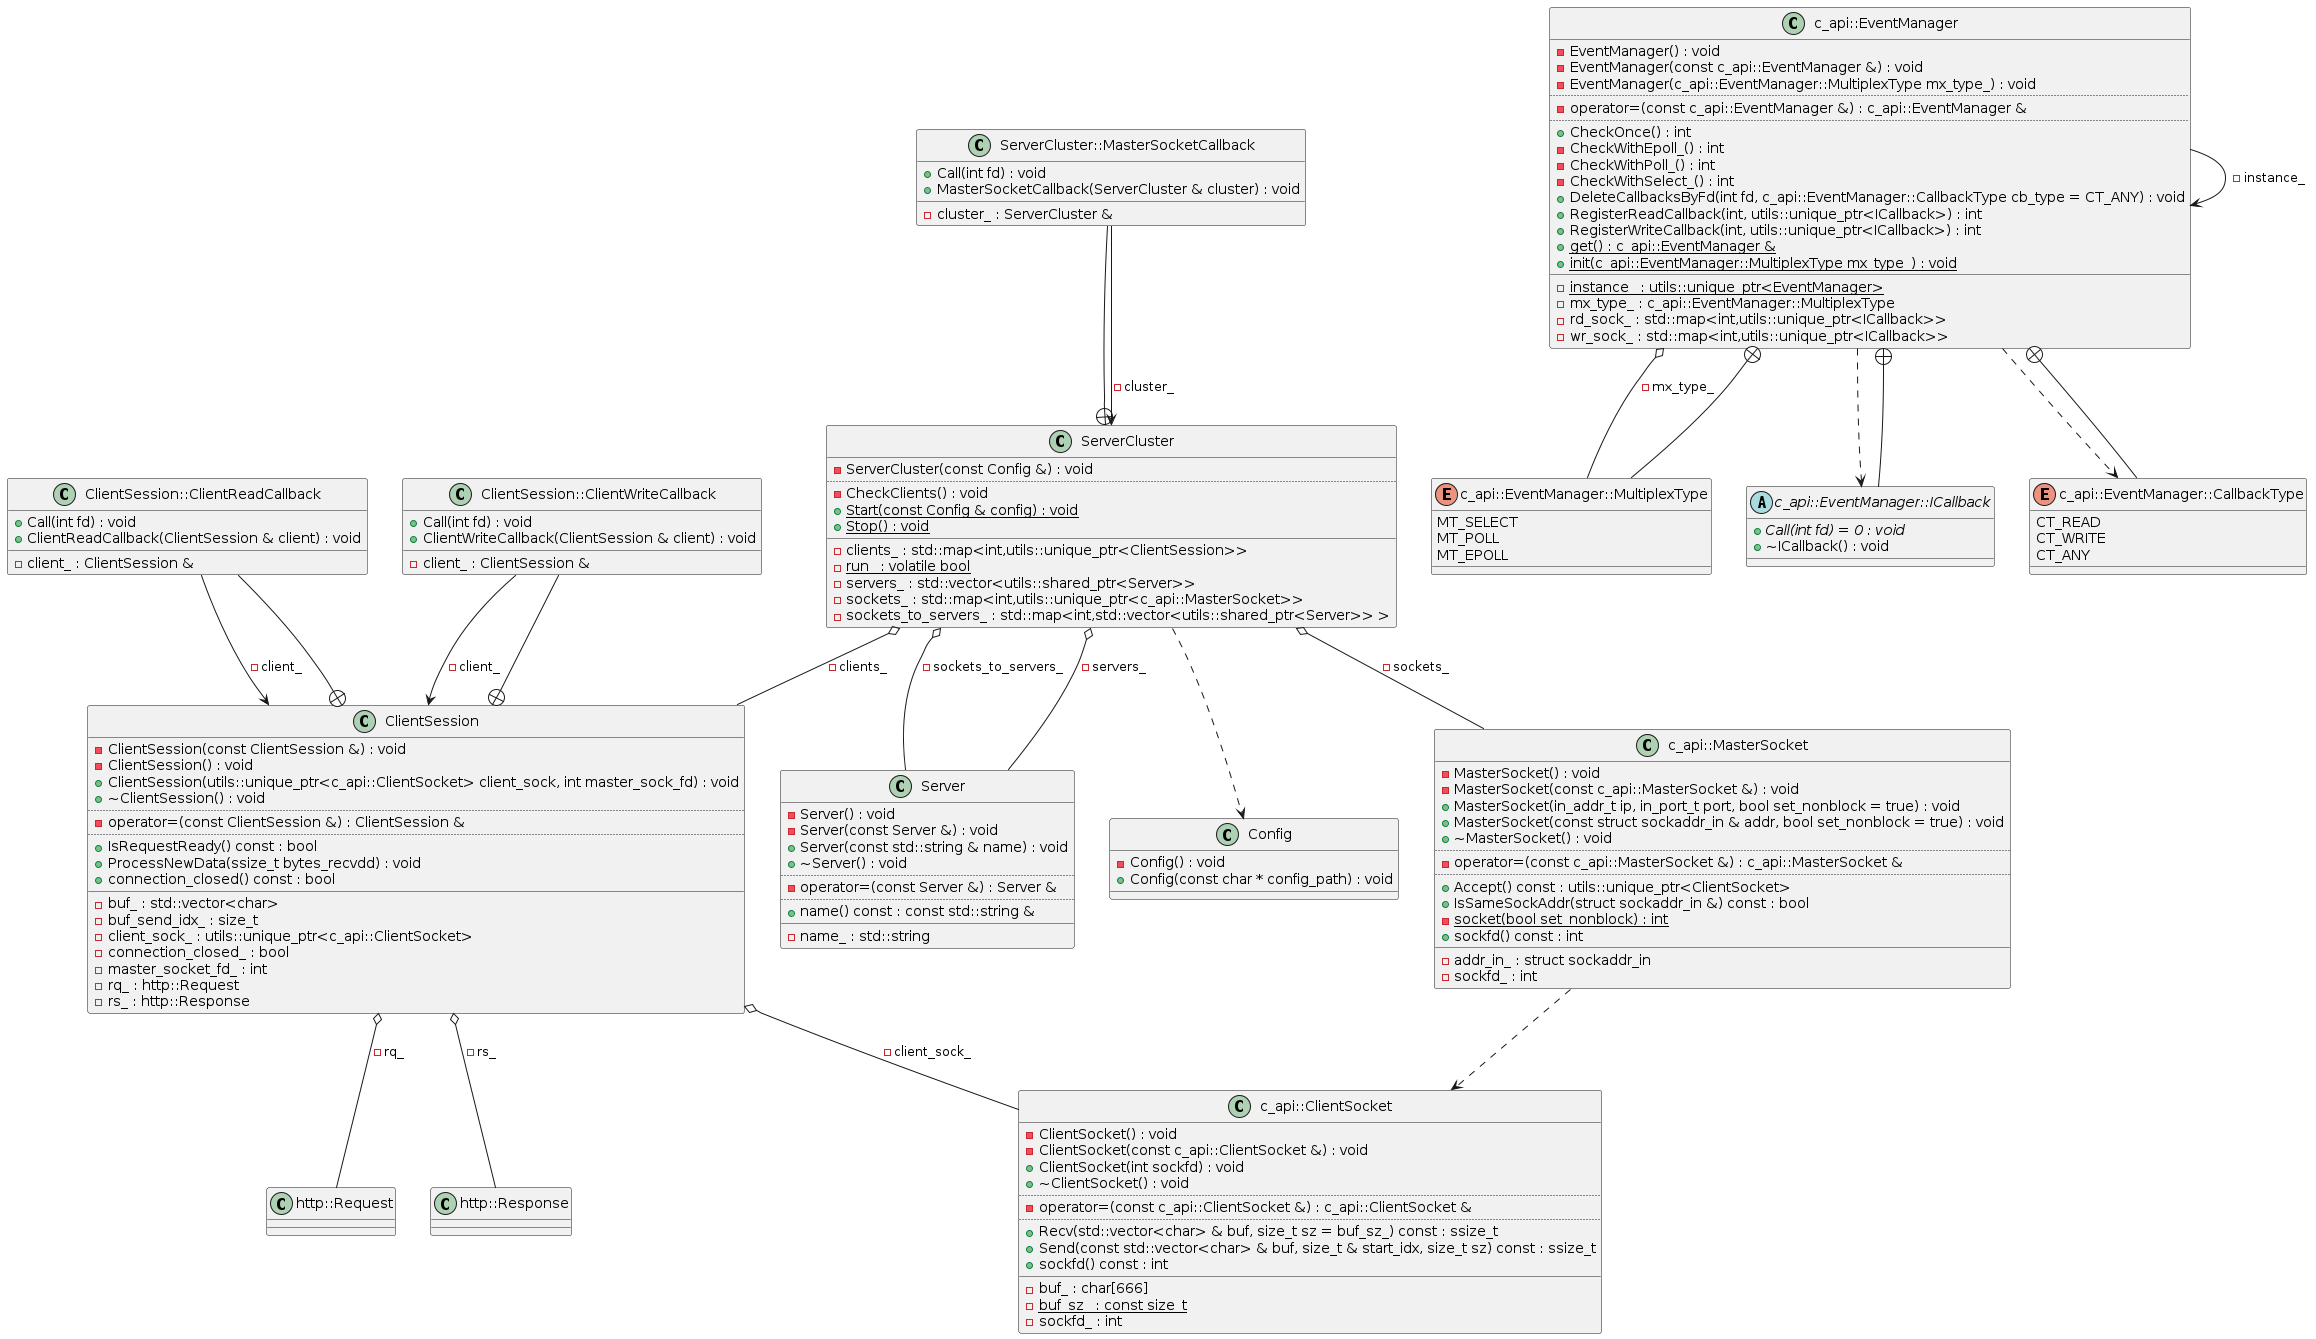 c_api::EventManager
EventManager() : void
EventManager(const c_api::EventManager &) : void
EventManager(c_api::EventManager::MultiplexType mx_type_) : void
operator=(const c_api::EventManager &) : c_api::EventManager &
CheckOnce() : int
CheckWithEpoll_() : int
CheckWithPoll_() : int
CheckWithSelect_() : int
DeleteCallbacksByFd(int fd, c_api::EventManager::CallbackType cb_type = CT_ANY) : void
RegisterReadCallback(int, utils::unique_ptr<ICallback>) : int
RegisterWriteCallback(int, utils::unique_ptr<ICallback>) : int
get() : c_api::EventManager &
init(c_api::EventManager::MultiplexType mx_type_) : void
instance_ : utils::unique_ptr<EventManager>
mx_type_ : c_api::EventManager::MultiplexType
rd_sock_ : std::map<int,utils::unique_ptr<ICallback>>
wr_sock_ : std::map<int,utils::unique_ptr<ICallback>>
instance_
ServerCluster::MasterSocketCallback
Call(int fd) : void
MasterSocketCallback(ServerCluster & cluster) : void
cluster_ : ServerCluster &
cluster_
mx_type_
ServerCluster
ServerCluster(const Config &) : void
CheckClients() : void
Start(const Config & config) : void
Stop() : void
clients_ : std::map<int,utils::unique_ptr<ClientSession>>
run_ : volatile bool
servers_ : std::vector<utils::shared_ptr<Server>>
sockets_ : std::map<int,utils::unique_ptr<c_api::MasterSocket>>
sockets_to_servers_ : std::map<int,std::vector<utils::shared_ptr<Server>> >
ClientSession::ClientReadCallback
Call(int fd) : void
ClientReadCallback(ClientSession & client) : void
client_ : ClientSession &
ClientSession::ClientWriteCallback
Call(int fd) : void
ClientWriteCallback(ClientSession & client) : void
client_ : ClientSession &
c_api::EventManager::MultiplexType
MT_SELECT
MT_POLL
MT_EPOLL
c_api::EventManager::ICallback
Call(int fd) = 0 : void
~ICallback() : void
c_api::EventManager::CallbackType
CT_READ
CT_WRITE
CT_ANY
client_
client_
clients_
sockets_to_servers_
servers_
sockets_
ClientSession
ClientSession(const ClientSession &) : void
ClientSession() : void
ClientSession(utils::unique_ptr<c_api::ClientSocket> client_sock, int master_sock_fd) : void
~ClientSession() : void
operator=(const ClientSession &) : ClientSession &
IsRequestReady() const : bool
ProcessNewData(ssize_t bytes_recvdd) : void
connection_closed() const : bool
buf_ : std::vector<char>
buf_send_idx_ : size_t
client_sock_ : utils::unique_ptr<c_api::ClientSocket>
connection_closed_ : bool
master_socket_fd_ : int
rq_ : http::Request
rs_ : http::Response
Server
Server() : void
Server(const Server &) : void
Server(const std::string & name) : void
~Server() : void
operator=(const Server &) : Server &
name() const : const std::string &
name_ : std::string
Config
Config() : void
Config(const char * config_path) : void
c_api::MasterSocket
MasterSocket() : void
MasterSocket(const c_api::MasterSocket &) : void
MasterSocket(in_addr_t ip, in_port_t port, bool set_nonblock = true) : void
MasterSocket(const struct sockaddr_in & addr, bool set_nonblock = true) : void
~MasterSocket() : void
operator=(const c_api::MasterSocket &) : c_api::MasterSocket &
Accept() const : utils::unique_ptr<ClientSocket>
IsSameSockAddr(struct sockaddr_in &) const : bool
socket(bool set_nonblock) : int
sockfd() const : int
addr_in_ : struct sockaddr_in
sockfd_ : int
rq_
rs_
client_sock_
http::Request
http::Response
c_api::ClientSocket
ClientSocket() : void
ClientSocket(const c_api::ClientSocket &) : void
ClientSocket(int sockfd) : void
~ClientSocket() : void
operator=(const c_api::ClientSocket &) : c_api::ClientSocket &
Recv(std::vector<char> & buf, size_t sz = buf_sz_) const : ssize_t
Send(const std::vector<char> & buf, size_t & start_idx, size_t sz) const : ssize_t
sockfd() const : int
buf_ : char[666]
buf_sz_ : const size_t
sockfd_ : int